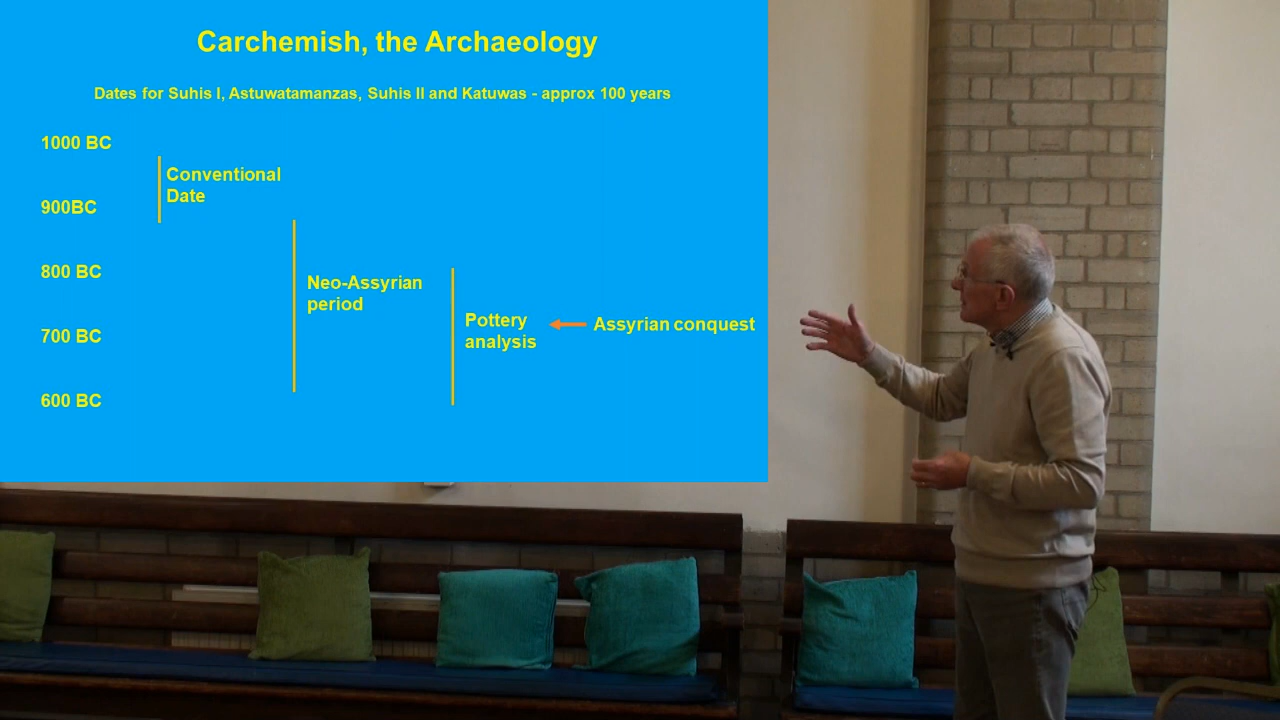 Carchemish, the Archaeology
Dates for Suhis I, Astuwatamanzas, Suhis II and Katuwas - approx 100 years
1000 BC
Conventional
Date
900BC
800 BC
Neo-Assyrian
period
Pottery
analysis
Assyrian conquest
700 BC
600 BC